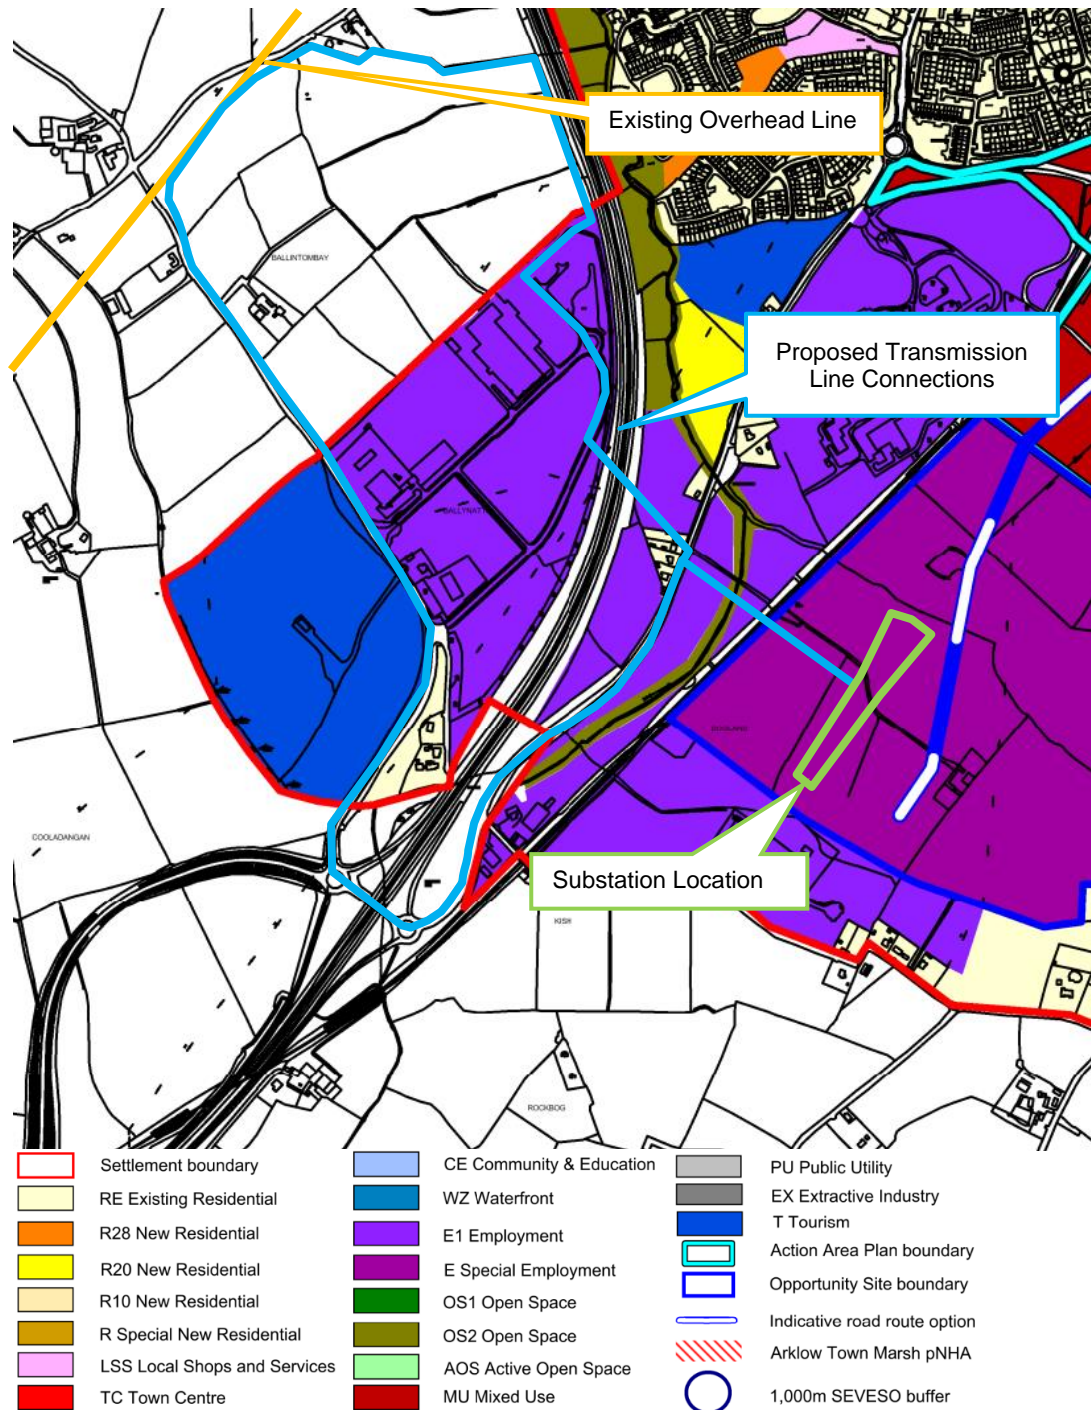 Existing Overhead Line
BALLINTOMBAY
Proposed Transmission
Line Connections
COOLADANGAN
Substation Location
KISH
ROCKBOG
Settlement boundary
RE Existing Residential
R28 New Residential
R20 New Residential
R10 New Residential
R Special New Residential
LSS Local Shops and Services
TC Town Centre
CE Community & Education
WZ Waterfront
E1 Employment
E Special Employment
OS1 Open Space
OS2 Open Space
AOS Active Open Space
MU Mixed Use
PU Public Utility
EX Extractive Industry
T Tourism
Action Area Plan boundary
Opportunity Site boundary
Indicative road route option
Arklow Town Marsh pNHA
1,000m SEVESO buffer